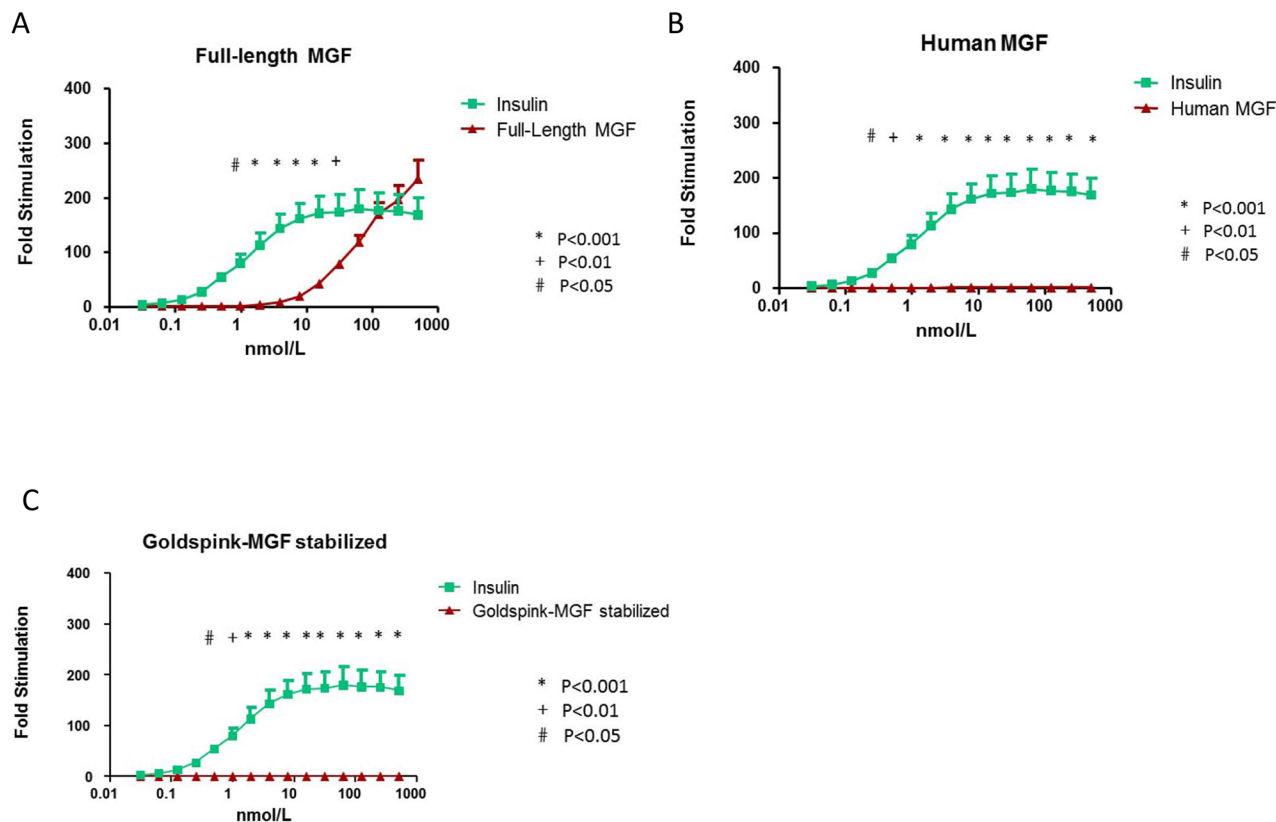 A
Full-length MGF
400
300
200
100
0
Fold Stimulation
# * * * * +
0.01 0.1 1 10 100 1000
nmol/L
Insulin
Full-Length MGF
* P<0.001
+ P<0.01
# P<0.05
B
Human MGF
400
300
200
100
0
Fold Stimulation
# + * * * * * * * * *
0.01 0.1 1 10 100 1000
nmol/L
Insulin
Human MGF
* P<0.001
+ P<0.01
# P<0.05
C
Goldspink-MGF stabilized
400
300
200
100
0
Fold Stimulation
# + * * * * * * * * *
0.01 0.1 1 10 100 1000
nmol/L
Insulin
Goldspink-MGF stabilized
* P<0.001
+ P<0.01
# P<0.05